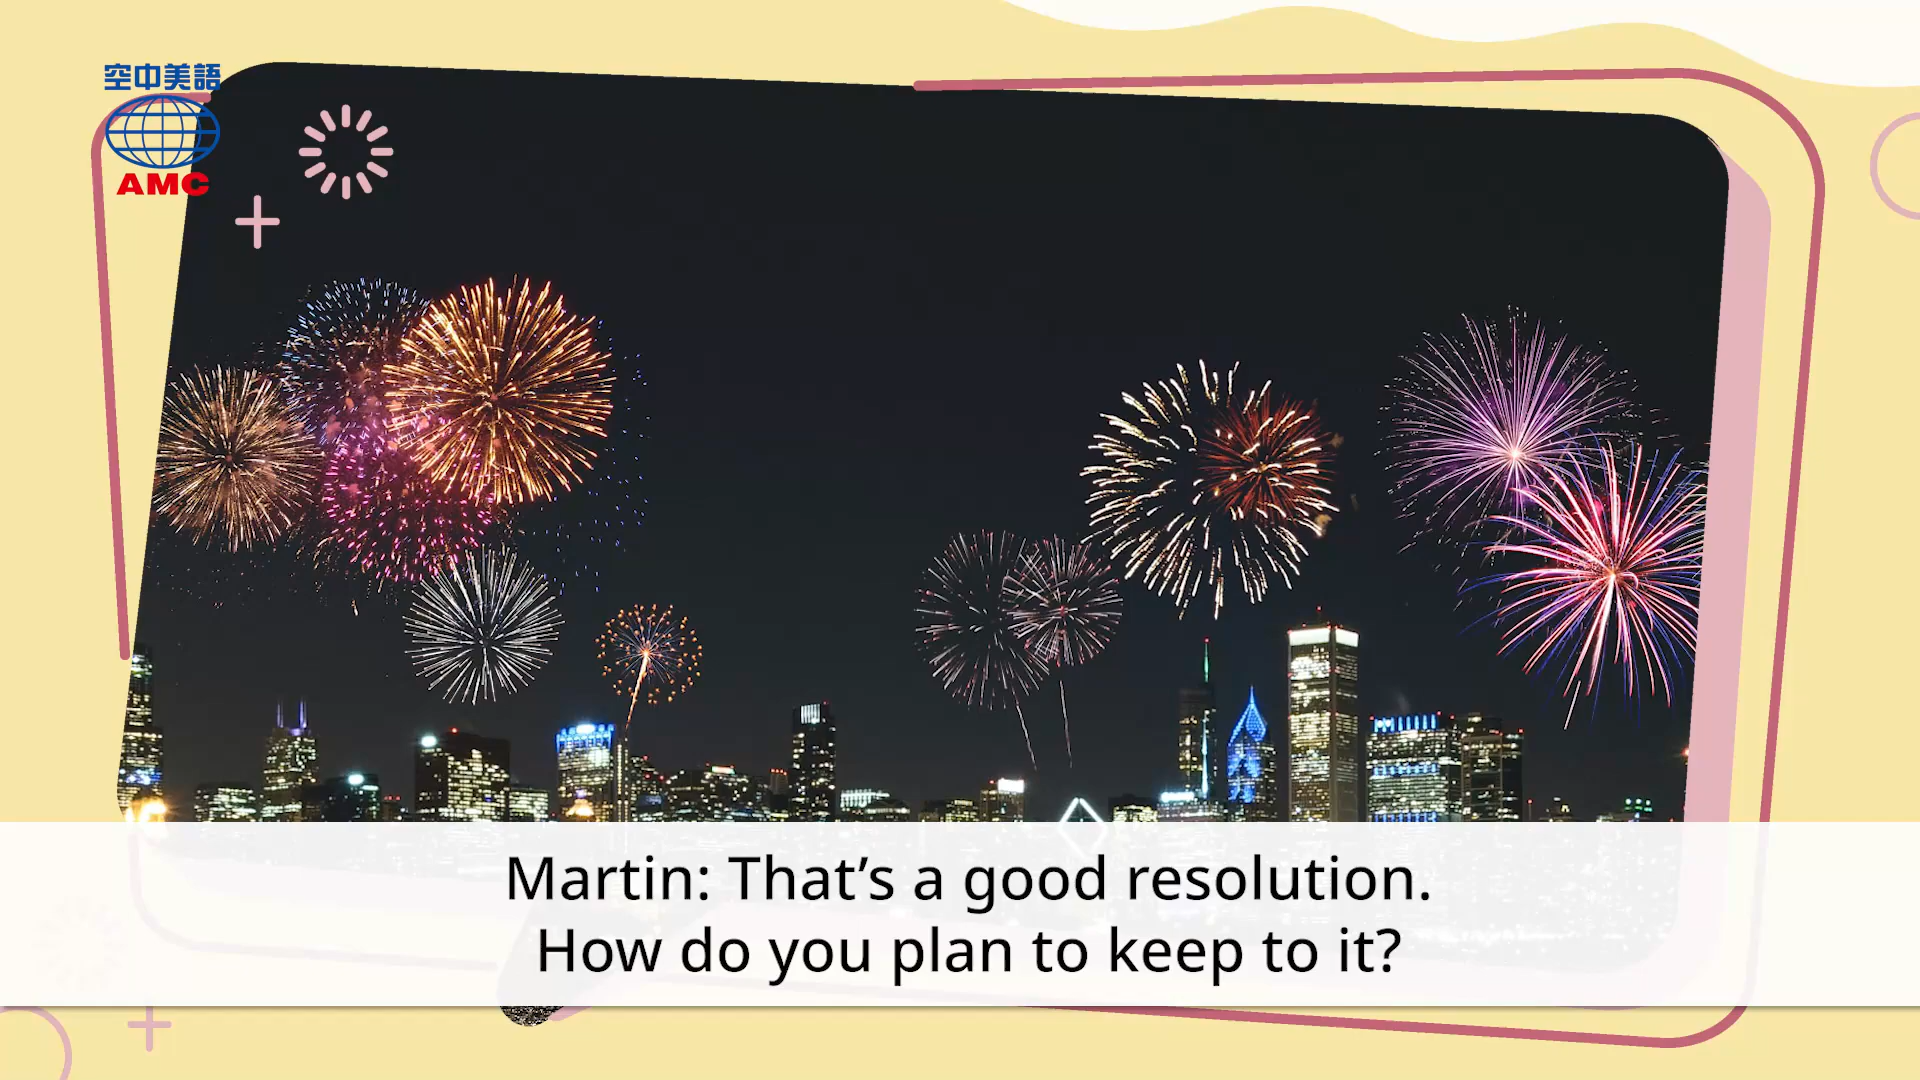 空中美語
AMC
Martin: That’s a good resolution.
How do you plan to keep to it?